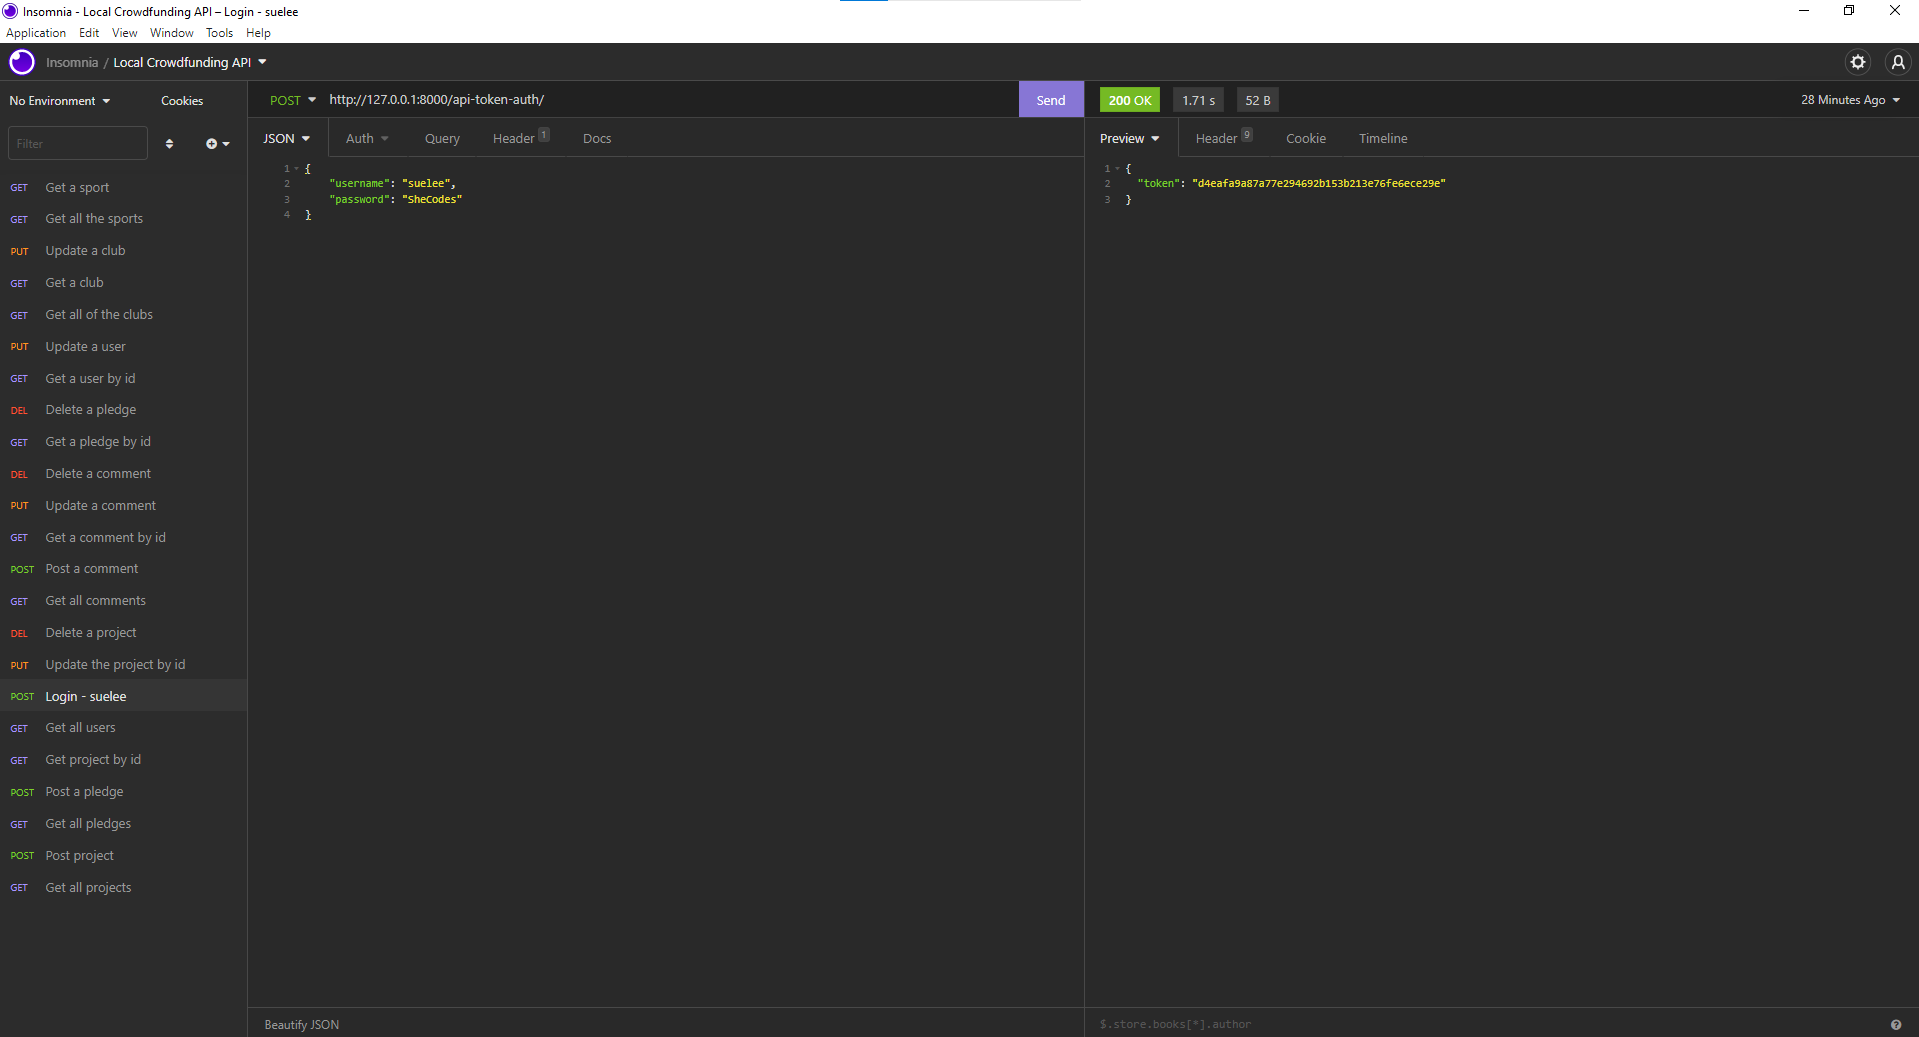 Insomnia - Local Crowdfunding API – Login - suelee
Application Edit View Window Tools Help
Insomnia / Local Crowdfunding API
No Environment Cookies
POST http://127.0.0.1:8000/api-token-auth/ Send
200 OK 1.71 s 52 B 28 Minutes Ago
Filter
JSON Auth Query Header 1 Docs
Preview Header 9 Cookie Timeline
1 {
2 "username": "suelee",
3 "password": "SheCodes"
4 }
1 {
2 "token": "d4eafa9a87a77e294692b153b213e76fe6ece29e"
3 }
GET Get a sport
GET Get all the sports
PUT Update a club
GET Get a club
GET Get all of the clubs
PUT Update a user
GET Get a user by id
DEL Delete a pledge
GET Get a pledge by id
DEL Delete a comment
PUT Update a comment
GET Get a comment by id
POST Post a comment
GET Get all comments
DEL Delete a project
PUT Update the project by id
POST Login - suelee
GET Get all users
GET Get project by id
POST Post a pledge
GET Get all pledges
POST Post project
GET Get all projects
Beautify JSON
$.store.books[*].author